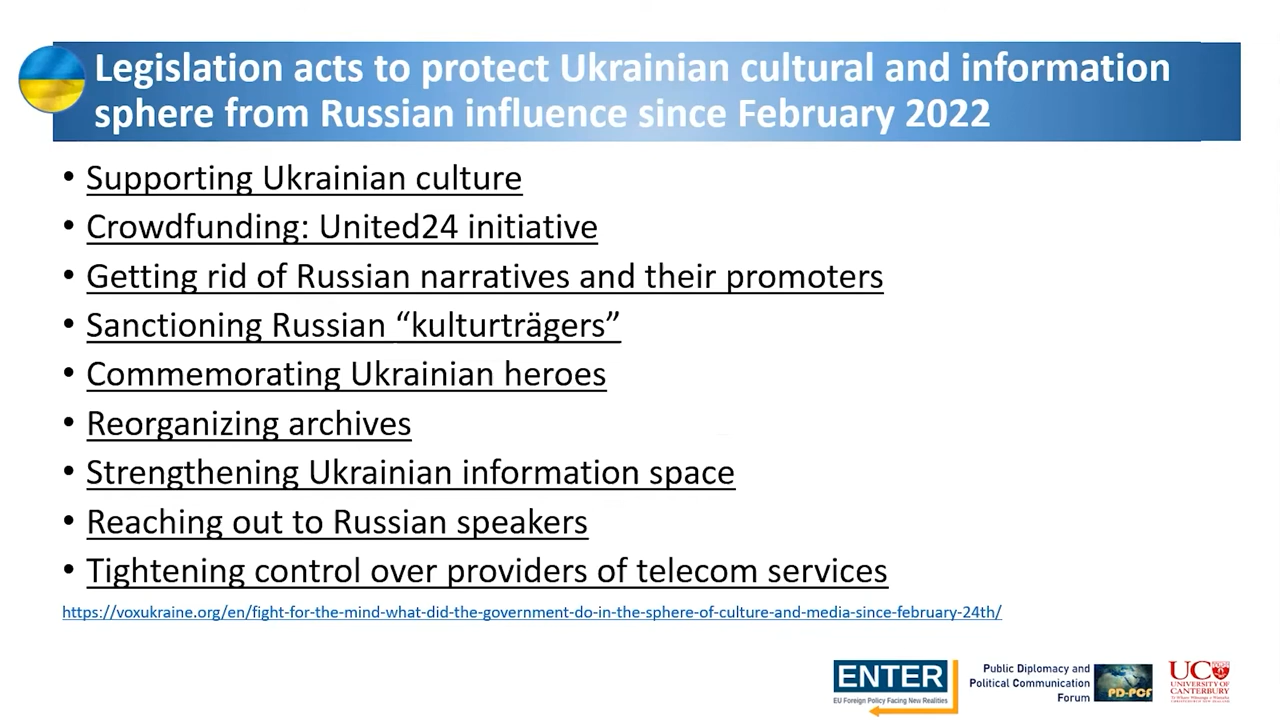 Legislation acts to protect Ukrainian cultural and information
sphere from Russian influence since February 2022
• Supporting Ukrainian culture
• Crowdfunding: United24 initiative
• Getting rid of Russian narratives and their promoters
• Sanctioning Russian “kulturträgers”
• Commemorating Ukrainian heroes
• Reorganizing archives
• Strengthening Ukrainian information space
• Reaching out to Russian speakers
• Tightening control over providers of telecom services
https://voxukraine.org/en/fight-for-the-mind-what-did-the-government-do-in-the-sphere-of-culture-and-media-since-february-24th/
ENTER
EU Foreign Policy Facing New Realities
Public Diplomacy and
Political Communication
Forum
PD-PCF
UC
UNIVERSITY OF
CANTERBURY